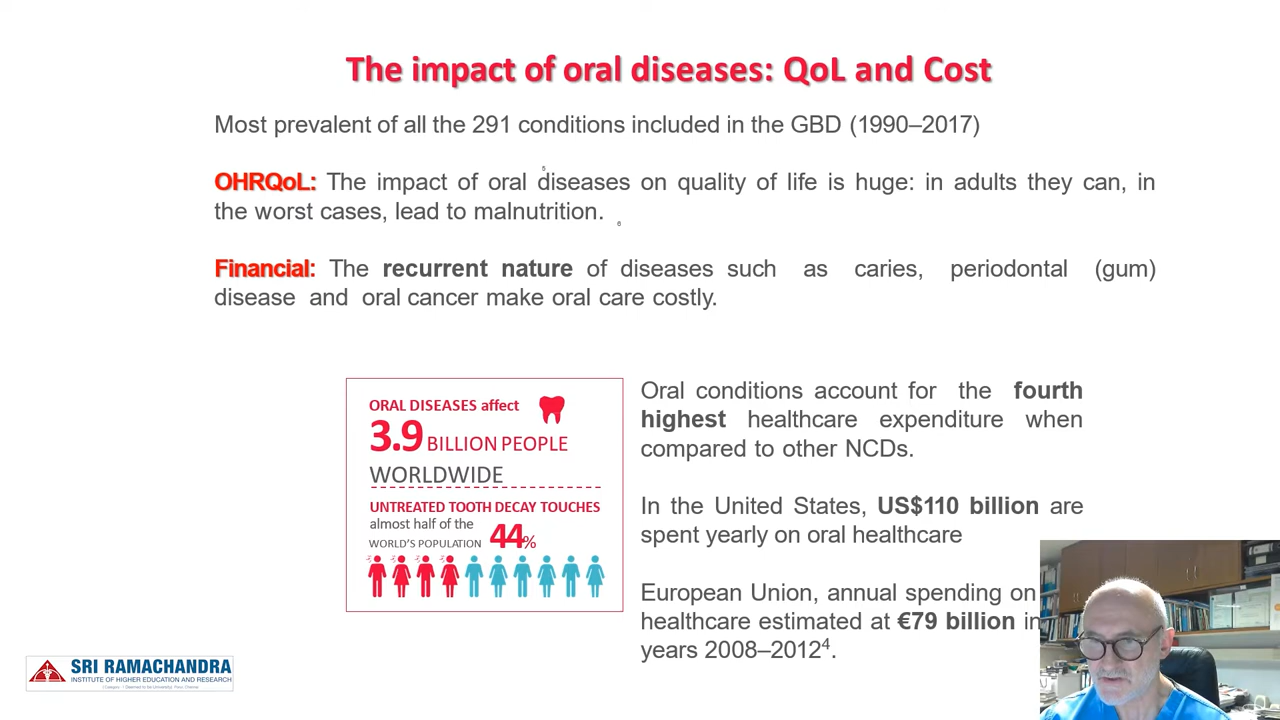 The impact of oral diseases: QoL and Cost
Most prevalent of all the 291 conditions included in the GBD (1990–2017)
5
OHRQoL: The impact of oral diseases on quality of life is huge: in adults they can, in
the worst cases, lead to malnutrition.
6
Financial: The recurrent nature of diseases such as caries, periodontal (gum)
disease and oral cancer make oral care costly.
ORAL DISEASES affect
3.9 BILLION PEOPLE
WORLDWIDE
UNTREATED TOOTH DECAY TOUCHES
almost half of the
WORLD'S POPULATION 44%
Oral conditions account for the fourth
highest healthcare expenditure when
compared to other NCDs.
In the United States, US$110 billion are
spent yearly on oral healthcare
European Union, annual spending on
healthcare estimated at €79 billion in
years 2008–2012⁴.
SRI RAMACHANDRA
INSTITUTE OF HIGHER EDUCATION AND RESEARCH